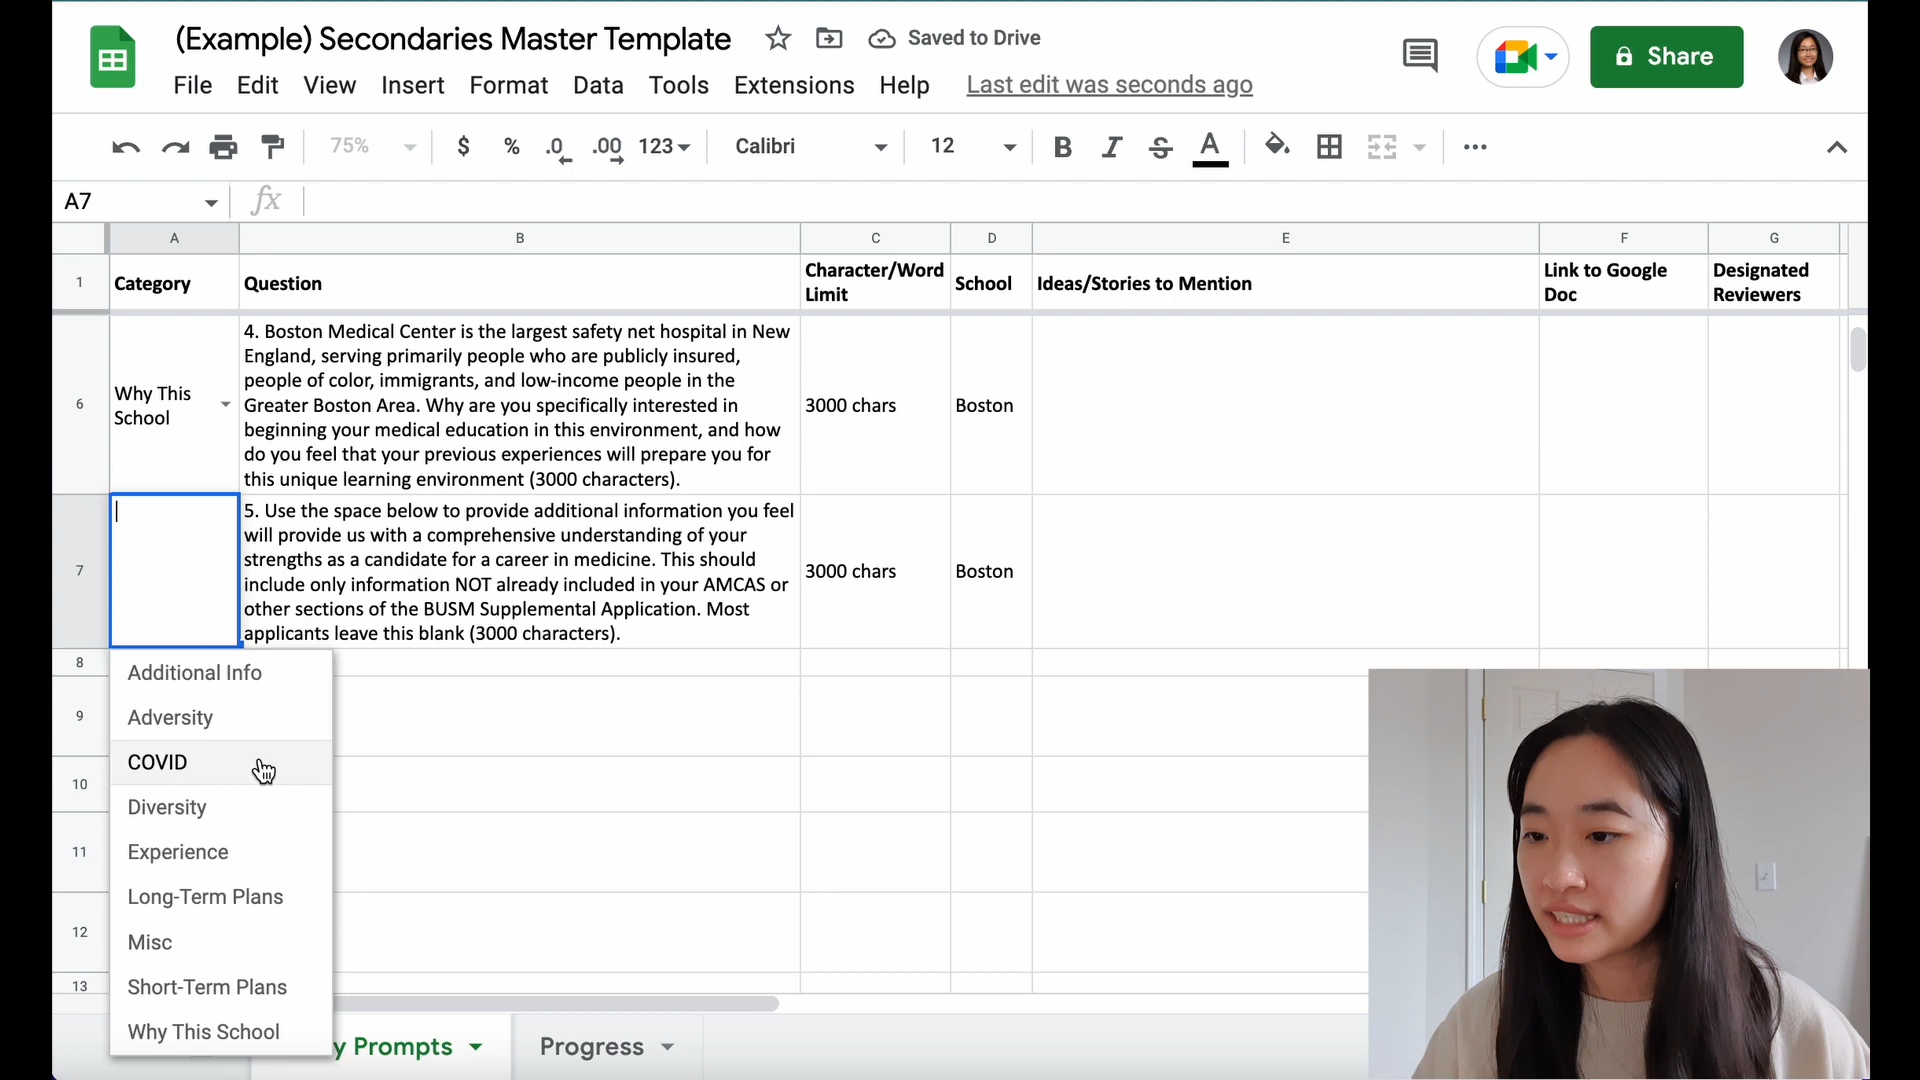 (Example) Secondaries Master Template
Saved to Drive
Share
File Edit View Insert Format Data Tools Extensions Help Last edit was seconds ago
75% $ % .0 .00 123 Calibri 12 B I S A
A7 fx
A B C D E F G
1 Category Question Character/Word Limit School Ideas/Stories to Mention Link to Google Doc Designated Reviewers
6
Why This
School
4. Boston Medical Center is the largest safety net hospital in New
England, serving primarily people who are publicly insured,
people of color, immigrants, and low-income people in the
Greater Boston Area. Why are you specifically interested in
beginning your medical education in this environment, and how
do you feel that your previous experiences will prepare you for
this unique learning environment (3000 characters).
3000 chars
Boston
7
5. Use the space below to provide additional information you feel
will provide us with a comprehensive understanding of your
strengths as a candidate for a career in medicine. This should
include only information NOT already included in your AMCAS or
other sections of the BUSM Supplemental Application. Most
applicants leave this blank (3000 characters).
3000 chars
Boston
8
9
10
11
12
13
Additional Info
Adversity
COVID
Diversity
Experience
Long-Term Plans
Misc
Short-Term Plans
Why This School
y Prompts
Progress